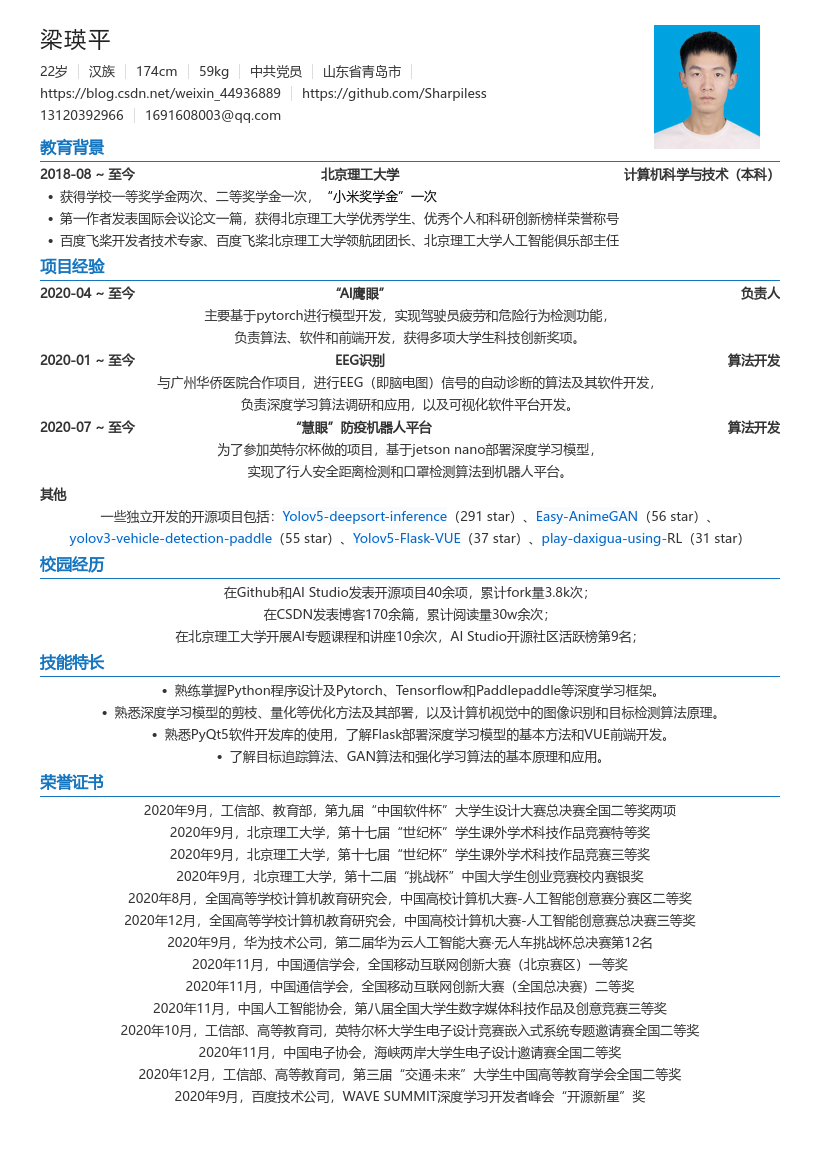 梁瑛平
22岁 汉族 174cm 59kg 中共党员 山东省青岛市
https://blog.csdn.net/weixin_44936889 https://github.com/Sharpiless
13120392966 1691608003@qq.com
教育背景
2018-08 ~ 至今 北京理工大学 计算机科学与技术（本科）
• 获得学校一等奖学金两次、二等奖学金一次，“小米奖学金”一次
• 第一作者发表国际会议论文一篇，获得北京理工大学优秀学生、优秀个人和科研创新榜样荣誉称号
• 百度飞桨开发者技术专家、百度飞桨北京理工大学领航团团长、北京理工大学人工智能俱乐部主任
项目经验
2020-04 ~ 至今 “AI鹰眼” 负责人
主要基于pytorch进行模型开发，实现驾驶员疲劳和危险行为检测功能，
负责算法、软件和前端开发，获得多项大学生科技创新奖项。
2020-01 ~ 至今 EEG识别 算法开发
与广州华侨医院合作项目，进行EEG（即脑电图）信号的自动诊断的算法及其软件开发，
负责深度学习算法调研和应用，以及可视化软件平台开发。
2020-07 ~ 至今 “慧眼”防疫机器人平台 算法开发
为了参加英特尔杯做的项目，基于jetson nano部署深度学习模型，
实现了行人安全距离检测和口罩检测算法到机器人平台。
其他
一些独立开发的开源项目包括：Yolov5-deepsort-inference（291 star）、Easy-AnimeGAN（56 star）、
yolov3-vehicle-detection-paddle（55 star）、Yolov5-Flask-VUE（37 star）、play-daxigua-using-RL（31 star）
校园经历
在Github和AI Studio发表开源项目40余项，累计fork量3.8k次；
在CSDN发表博客170余篇，累计阅读量30w余次；
在北京理工大学开展AI专题课程和讲座10余次，AI Studio开源社区活跃榜第9名；
技能特长
• 熟练掌握Python程序设计及Pytorch、Tensorflow和Paddlepaddle等深度学习框架。
• 熟悉深度学习模型的剪枝、量化等优化方法及其部署，以及计算机视觉中的图像识别和目标检测算法原理。
• 熟悉PyQt5软件开发库的使用，了解Flask部署深度学习模型的基本方法和VUE前端开发。
• 了解目标追踪算法、GAN算法和强化学习算法的基本原理和应用。
荣誉证书
2020年9月，工信部、教育部，第九届“中国软件杯”大学生设计大赛总决赛全国二等奖两项
2020年9月，北京理工大学，第十七届“世纪杯”学生课外学术科技作品竞赛特等奖
2020年9月，北京理工大学，第十七届“世纪杯”学生课外学术科技作品竞赛三等奖
2020年9月，北京理工大学，第十二届“挑战杯”中国大学生创业竞赛校内赛银奖
2020年8月，全国高等学校计算机教育研究会，中国高校计算机大赛-人工智能创意赛分赛区二等奖
2020年12月，全国高等学校计算机教育研究会，中国高校计算机大赛-人工智能创意赛总决赛三等奖
2020年9月，华为技术公司，第二届华为云人工智能大赛·无人车挑战杯总决赛第12名
2020年11月，中国通信学会，全国移动互联网创新大赛（北京赛区）一等奖
2020年11月，中国通信学会，全国移动互联网创新大赛（全国总决赛）二等奖
2020年11月，中国人工智能协会，第八届全国大学生数字媒体科技作品及创意竞赛三等奖
2020年10月，工信部、高等教育司，英特尔杯大学生电子设计竞赛嵌入式系统专题邀请赛全国二等奖
2020年11月，中国电子协会，海峡两岸大学生电子设计邀请赛全国二等奖
2020年12月，工信部、高等教育司，第三届“交通·未来”大学生中国高等教育学会全国二等奖
2020年9月，百度技术公司，WAVE SUMMIT深度学习开发者峰会“开源新星”奖